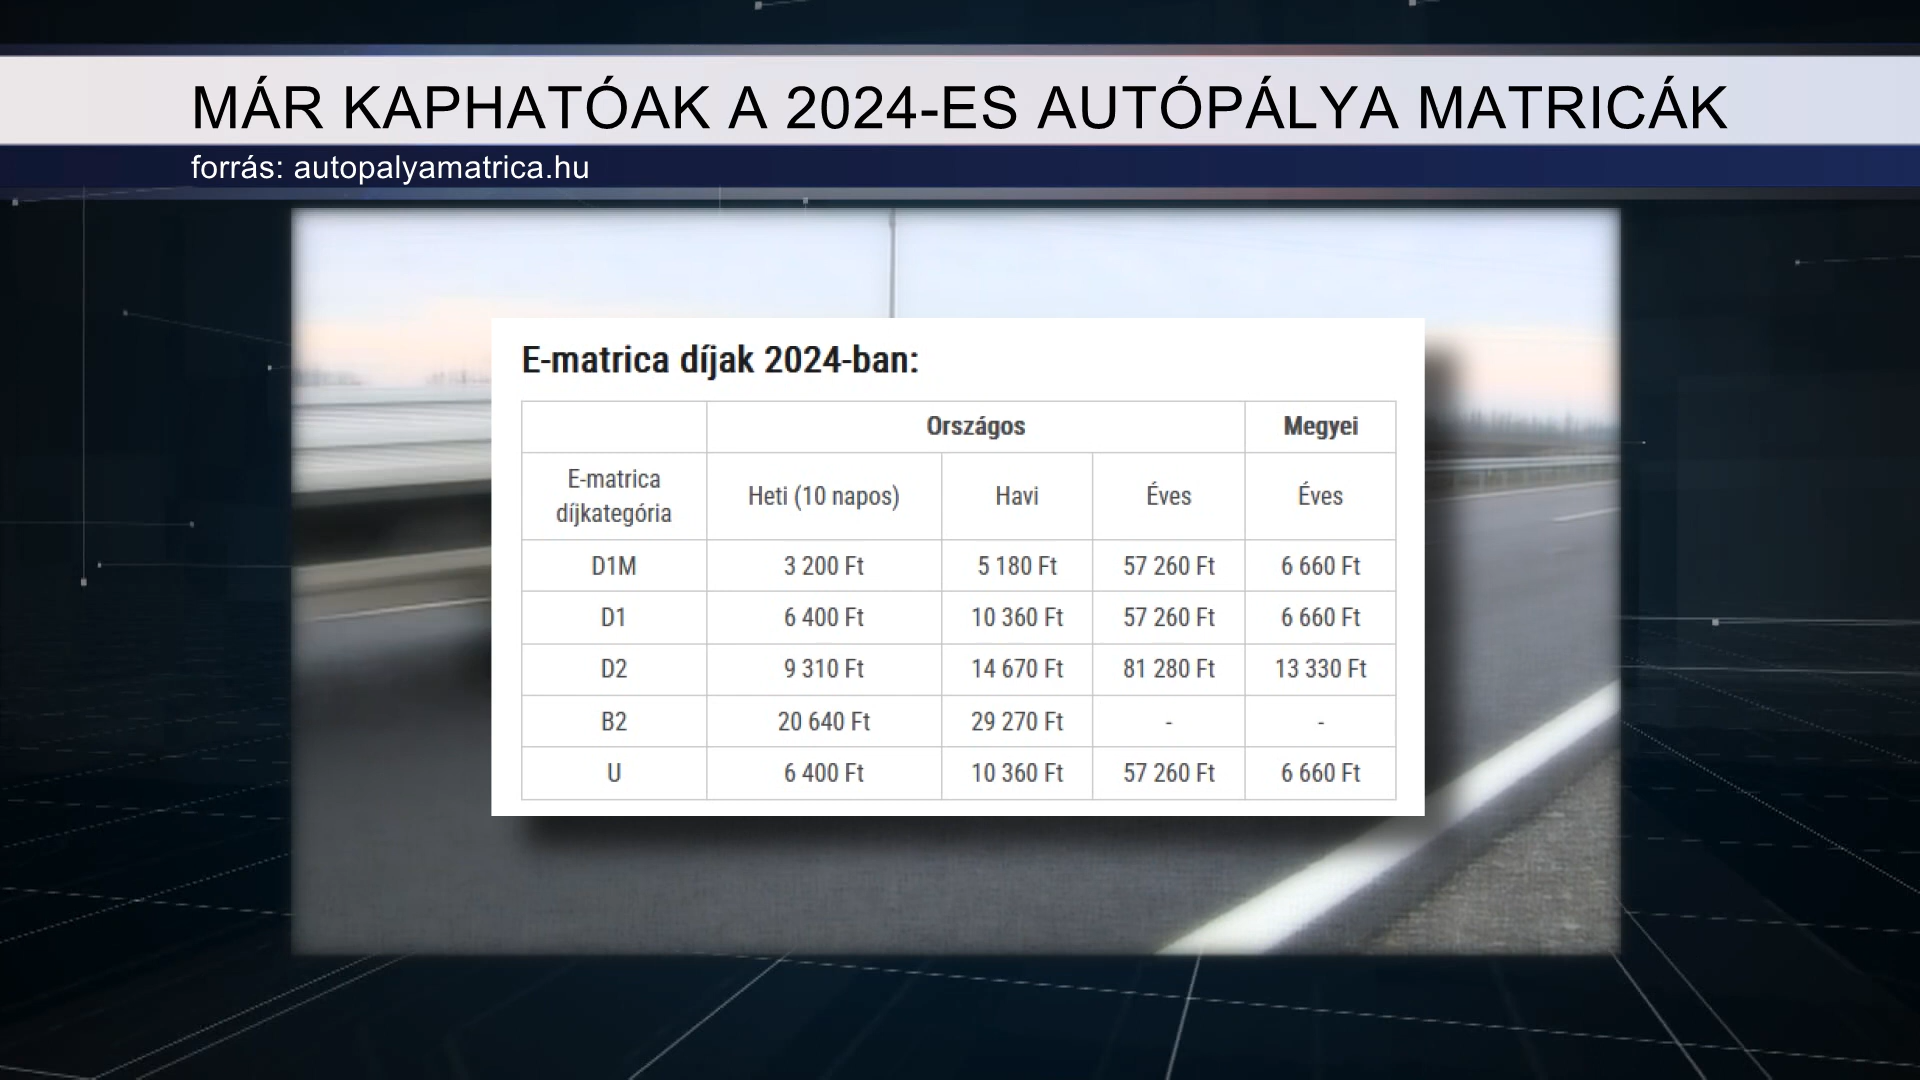 MÁR KAPHATÓAK A 2024-ES AUTÓPÁLYA MATRICÁK
forrás: autopalyamatrica.hu
E-matrica díjak 2024-ban:
Országos Megyei
E-matrica díjkategória Heti (10 napos) Havi Éves Éves
D1M 3 200 Ft 5 180 Ft 57 260 Ft 6 660 Ft
D1 6 400 Ft 10 360 Ft 57 260 Ft 6 660 Ft
D2 9 310 Ft 14 670 Ft 81 280 Ft 13 330 Ft
B2 20 640 Ft 29 270 Ft - -
U 6 400 Ft 10 360 Ft 57 260 Ft 6 660 Ft